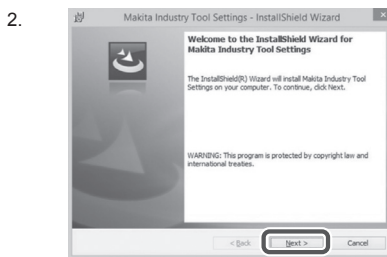 2.
Makita Industry Tool Settings - InstallShield Wizard
Welcome to the InstallShield Wizard for
Makita Industry Tool Settings
The InstallShield(R) Wizard will install Makita Industry Tool
Settings on your computer. To continue, click Next.
WARNING: This program is protected by copyright law and
international treaties.
< Back Next > Cancel